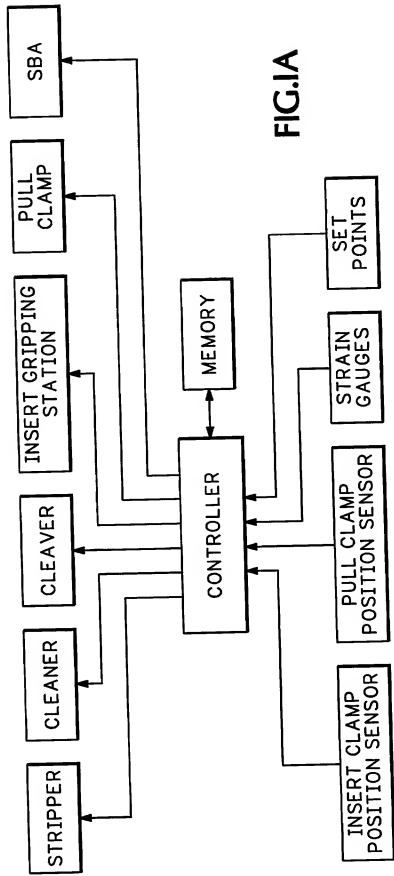 STRIPPER
CLEANER
CLEAVER
INSERT GRIPPING
STATION
PULL
CLAMP
SBA
CONTROLLER
MEMORY
INSERT CLAMP
POSITION SENSOR
PULL CLAMP
POSITION SENSOR
STRAIN
GAUGES
SET
POINTS
FIG.1A